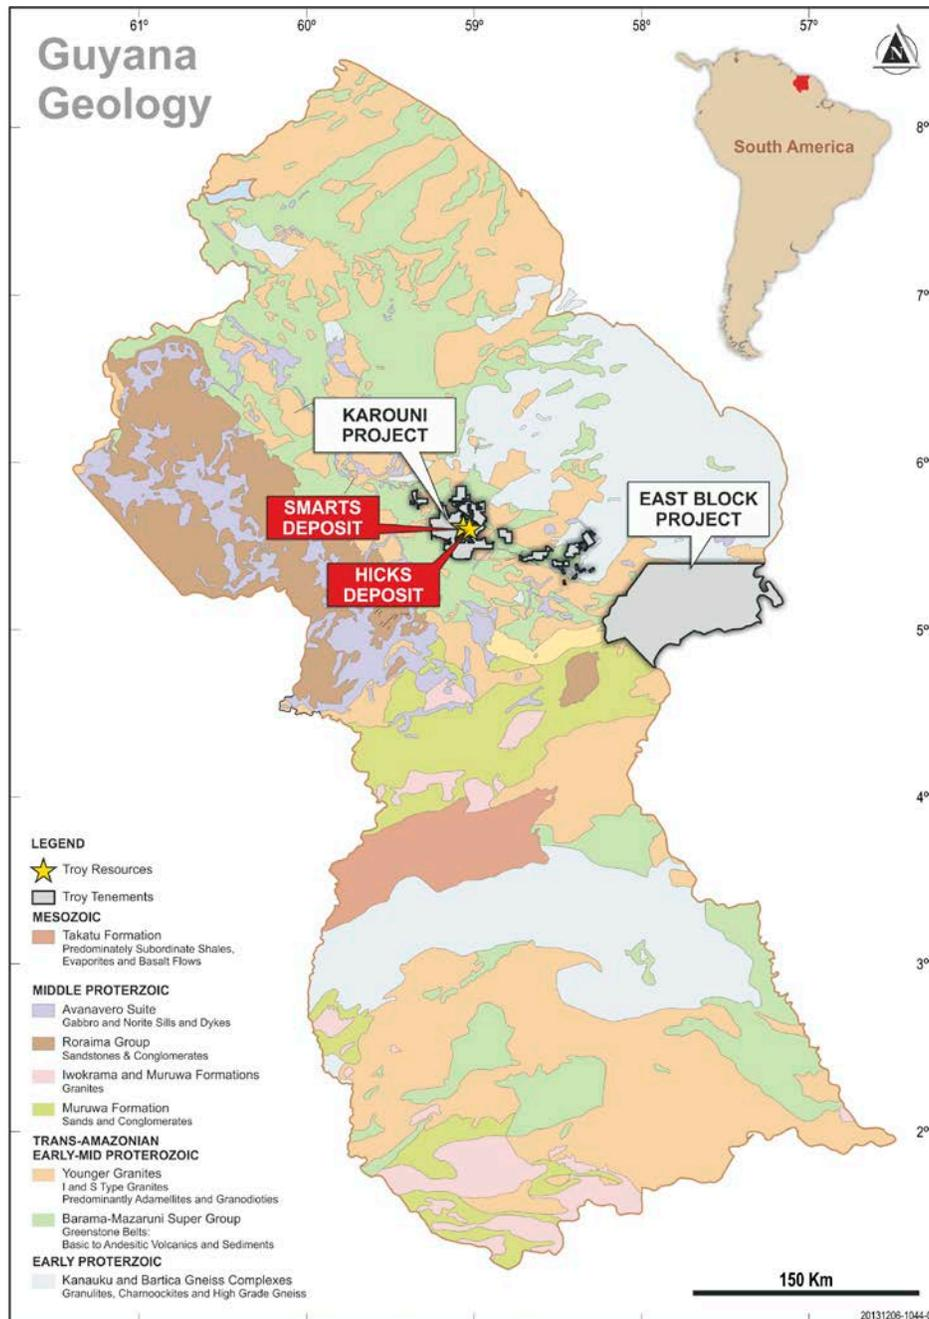 61°
60°
59°
58°
57°
Guyana
Geology
N
South America
8°
7°
6°
5°
4°
3°
2°
KAROUNI
PROJECT
SMARTS
DEPOSIT
HICKS
DEPOSIT
EAST BLOCK
PROJECT
LEGEND
Troy Resources
Troy Tenements
MESOZOIC
Takatu Formation
Predominately Subordinate Shales,
Evaporites and Basalt Flows
MIDDLE PROTERZOIC
Avanavero Suite
Gabbro and Norite Sills and Dykes
Roraima Group
Sandstones & Conglomerates
Iwokrama and Muruwa Formations
Granites
Muruwa Formation
Sands and Conglomerates
TRANS-AMAZONIAN
EARLY-MID PROTEROZOIC
Younger Granites
I and S Type Granites
Predominantly Adamellites and Granodioties
Barama-Mazaruni Super Group
Greenstone Belts:
Basic to Andesitic Volcanics and Sediments
EARLY PROTERZOIC
Kanauku and Bartica Gneiss Complexes
Granulites, Charnoockites and High Grade Gneiss
150 Km